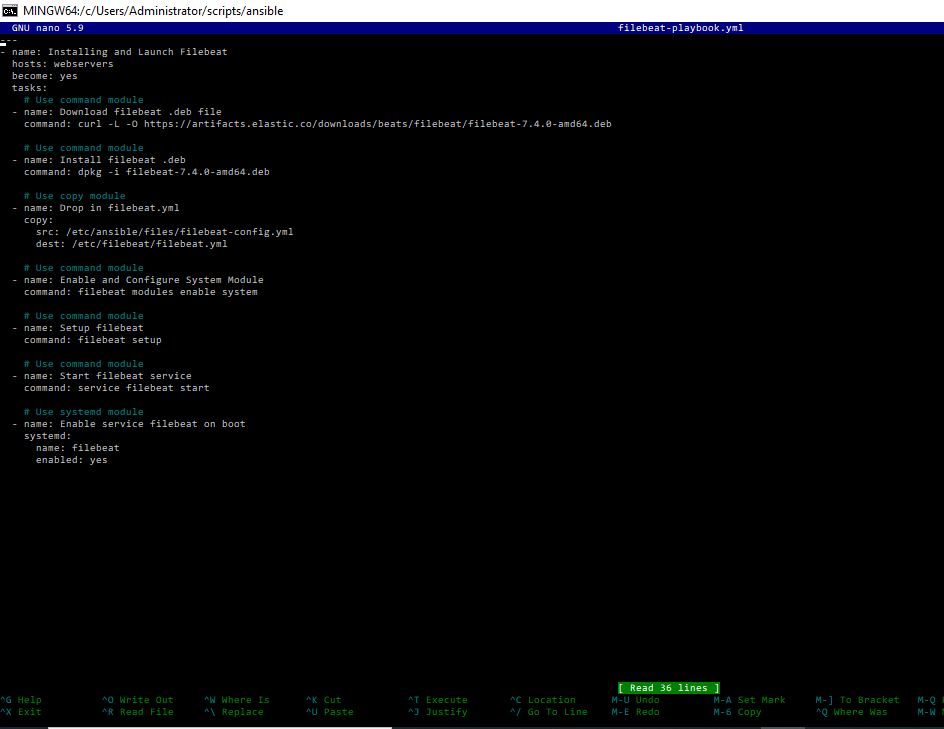 MINGW64:/c/Users/Administrator/scripts/ansible
GNU nano 5.9 filebeat-playbook.yml
---
- name: Installing and Launch Filebeat
  hosts: webservers
  become: yes
  tasks:
    # Use command module
  - name: Download filebeat .deb file
    command: curl -L -O https://artifacts.elastic.co/downloads/beats/filebeat/filebeat-7.4.0-amd64.deb

    # Use command module
  - name: Install filebeat .deb
    command: dpkg -i filebeat-7.4.0-amd64.deb

    # Use copy module
  - name: Drop in filebeat.yml
    copy:
      src: /etc/ansible/files/filebeat-config.yml
      dest: /etc/filebeat/filebeat.yml

    # Use command module
  - name: Enable and Configure System Module
    command: filebeat modules enable system

    # Use command module
  - name: Setup filebeat
    command: filebeat setup

    # Use command module
  - name: Start filebeat service
    command: service filebeat start

    # Use systemd module
  - name: Enable service filebeat on boot
    systemd:
      name: filebeat
      enabled: yes
[ Read 36 lines ]
^G Help ^O Write Out ^W Where Is ^K Cut ^T Execute ^C Location M-U Undo M-A Set Mark M-] To Bracket M-Q
^X Exit ^R Read File ^\ Replace ^U Paste ^J Justify ^/ Go To Line M-E Redo M-6 Copy ^Q Where Was M-W